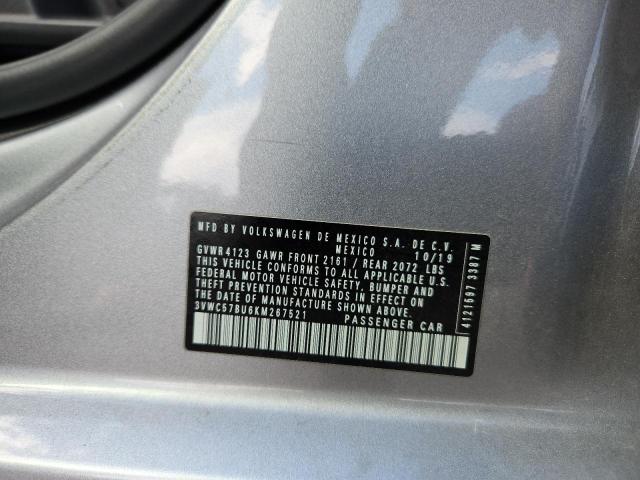 MFD BY VOLKSWAGEN DE MEXICO S.A. DE C.V.
MEXICO 10/19
GVWR4123 GAWR FRONT 2161 / REAR 2072 LBS
THIS VEHICLE CONFORMS TO ALL APPLICABLE U.S.
FEDERAL MOTOR VEHICLE SAFETY, BUMPER AND
THEFT PREVENTION STANDARDS IN EFFECT ON
THE DATE OF MANUFACTURE SHOWN ABOVE.
3VWC57BU6KM267521
PASSENGER CAR
4121697 3387 M